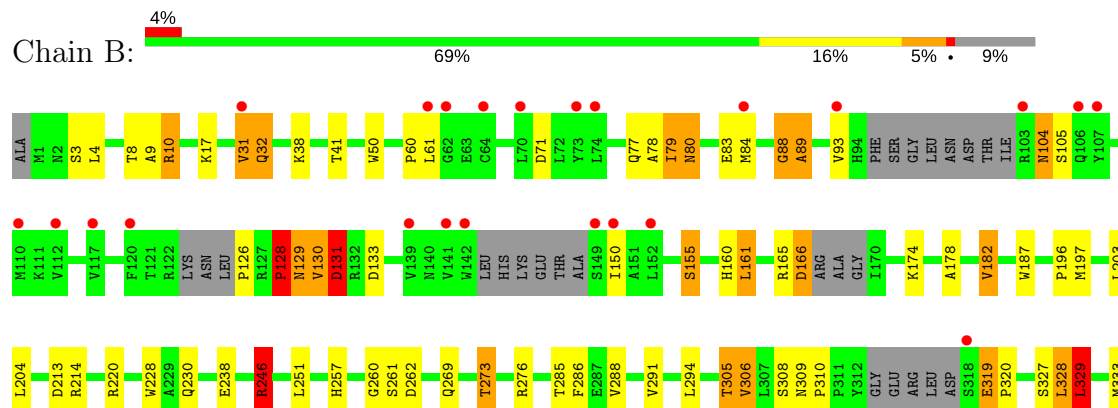 4%
Chain B:
69% 16% 5% • 9%
ALA M1 N2 S3 L4 T8 A9 R10 K17 V31 Q32 K38 T41 W50 P60 L61 G62 E63 C64 L70 D71 L72 Y73 L74 Q77 A78 I79 N80 E83 M84 G88 A89 V93 H94 PHE SER GLY LEU ASN ASP THR ILE R103 N104 S105 Q106 Y107
M110 K111 V112 V117 F120 T121 R122 LYS ASN LEU P126 R127 P128 N129 V130 D131 R132 D133 V139 N140 V141 W142 LEU HIS LYS GLU THR ALA S149 I150 A151 L152 S155 H160 L161 R165 D166 ARG ALA GLY I170 K174 A178 V182 W187 P196 M197 L203
L204 D213 R214 R220 W228 A229 Q230 E238 R246 L251 H257 G260 S261 D262 Q269 T273 R276 T285 F286 E287 V288 V291 L294 T305 V306 L307 S308 N309 P310 P311 Y312 GLY GLU ARG LEU ASP S318 E319 P320 S327 L328 L329